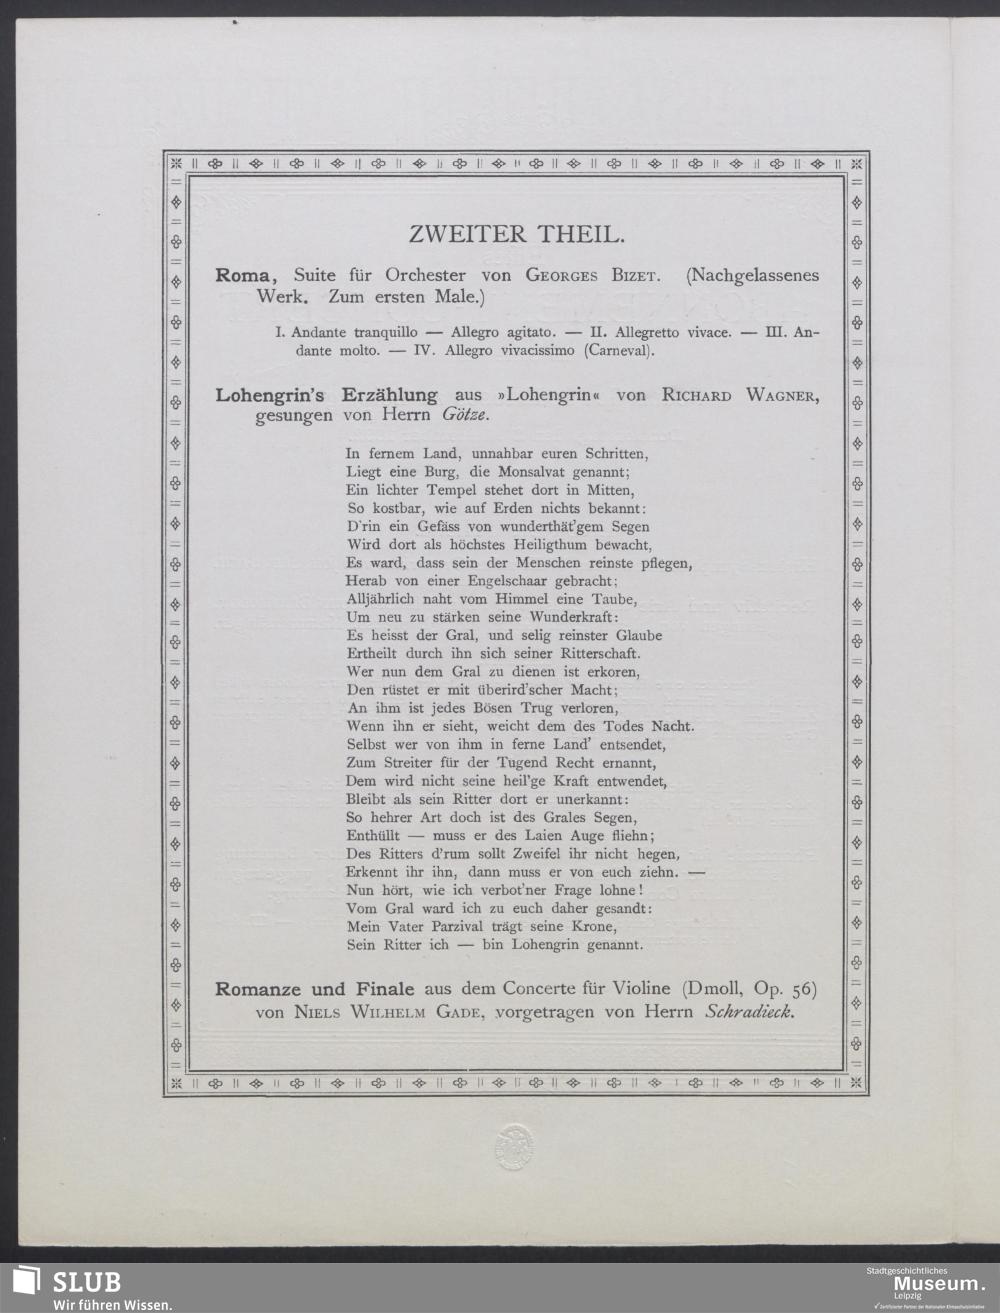 ZWEITER THEIL.
Roma, Suite für Orchester von GEORGES BIZET. (Nachgelassenes
Werk. Zum ersten Male.)
I. Andante tranquillo — Allegro agitato. — II. Allegretto vivace. — III. An-
dante molto. — IV. Allegro vivacissimo (Carneval).
Lohengrin's Erzählung aus »Lohengrin« von RICHARD WAGNER,
gesungen von Herrn Götze.
In fernem Land, unnahbar euren Schritten,
Liegt eine Burg, die Monsalvat genannt;
Ein lichter Tempel stehet dort in Mitten,
So kostbar, wie auf Erden nichts bekannt:
D'rin ein Gefäss von wunderthät'gem Segen
Wird dort als höchstes Heiligthum bewacht,
Es ward, dass sein der Menschen reinste pflegen,
Herab von einer Engelschaar gebracht;
Alljährlich naht vom Himmel eine Taube,
Um neu zu stärken seine Wunderkraft:
Es heisst der Gral, und selig reinster Glaube
Ertheilt durch ihn sich seiner Ritterschaft.
Wer nun dem Gral zu dienen ist erkoren,
Den rüstet er mit überird'scher Macht;
An ihm ist jedes Bösen Trug verloren,
Wenn ihn er sieht, weicht dem des Todes Nacht.
Selbst wer von ihm in ferne Land' entsendet,
Zum Streiter für der Tugend Recht ernannt,
Dem wird nicht seine heil'ge Kraft entwendet,
Bleibt als sein Ritter dort er unerkannt:
So hehrer Art doch ist des Grales Segen,
Enthüllt — muss er des Laien Auge fliehn;
Des Ritters d'rum sollt Zweifel ihr nicht hegen,
Erkennt ihr ihn, dann muss er von euch ziehn. —
Nun hört, wie ich verbot'ner Frage lohne!
Vom Gral ward ich zu euch daher gesandt:
Mein Vater Parzival trägt seine Krone,
Sein Ritter ich — bin Lohengrin genannt.
Romanze und Finale aus dem Concerte für Violine (Dmoll, Op. 56)
von NIELS WILHELM GADE, vorgetragen von Herrn Schradieck.
SLUB
Wir führen Wissen.
Stadtgeschichtliches
Museum.
Leipzig
Zertifizierter Partner der Nationalen Klimaschutzinitiative